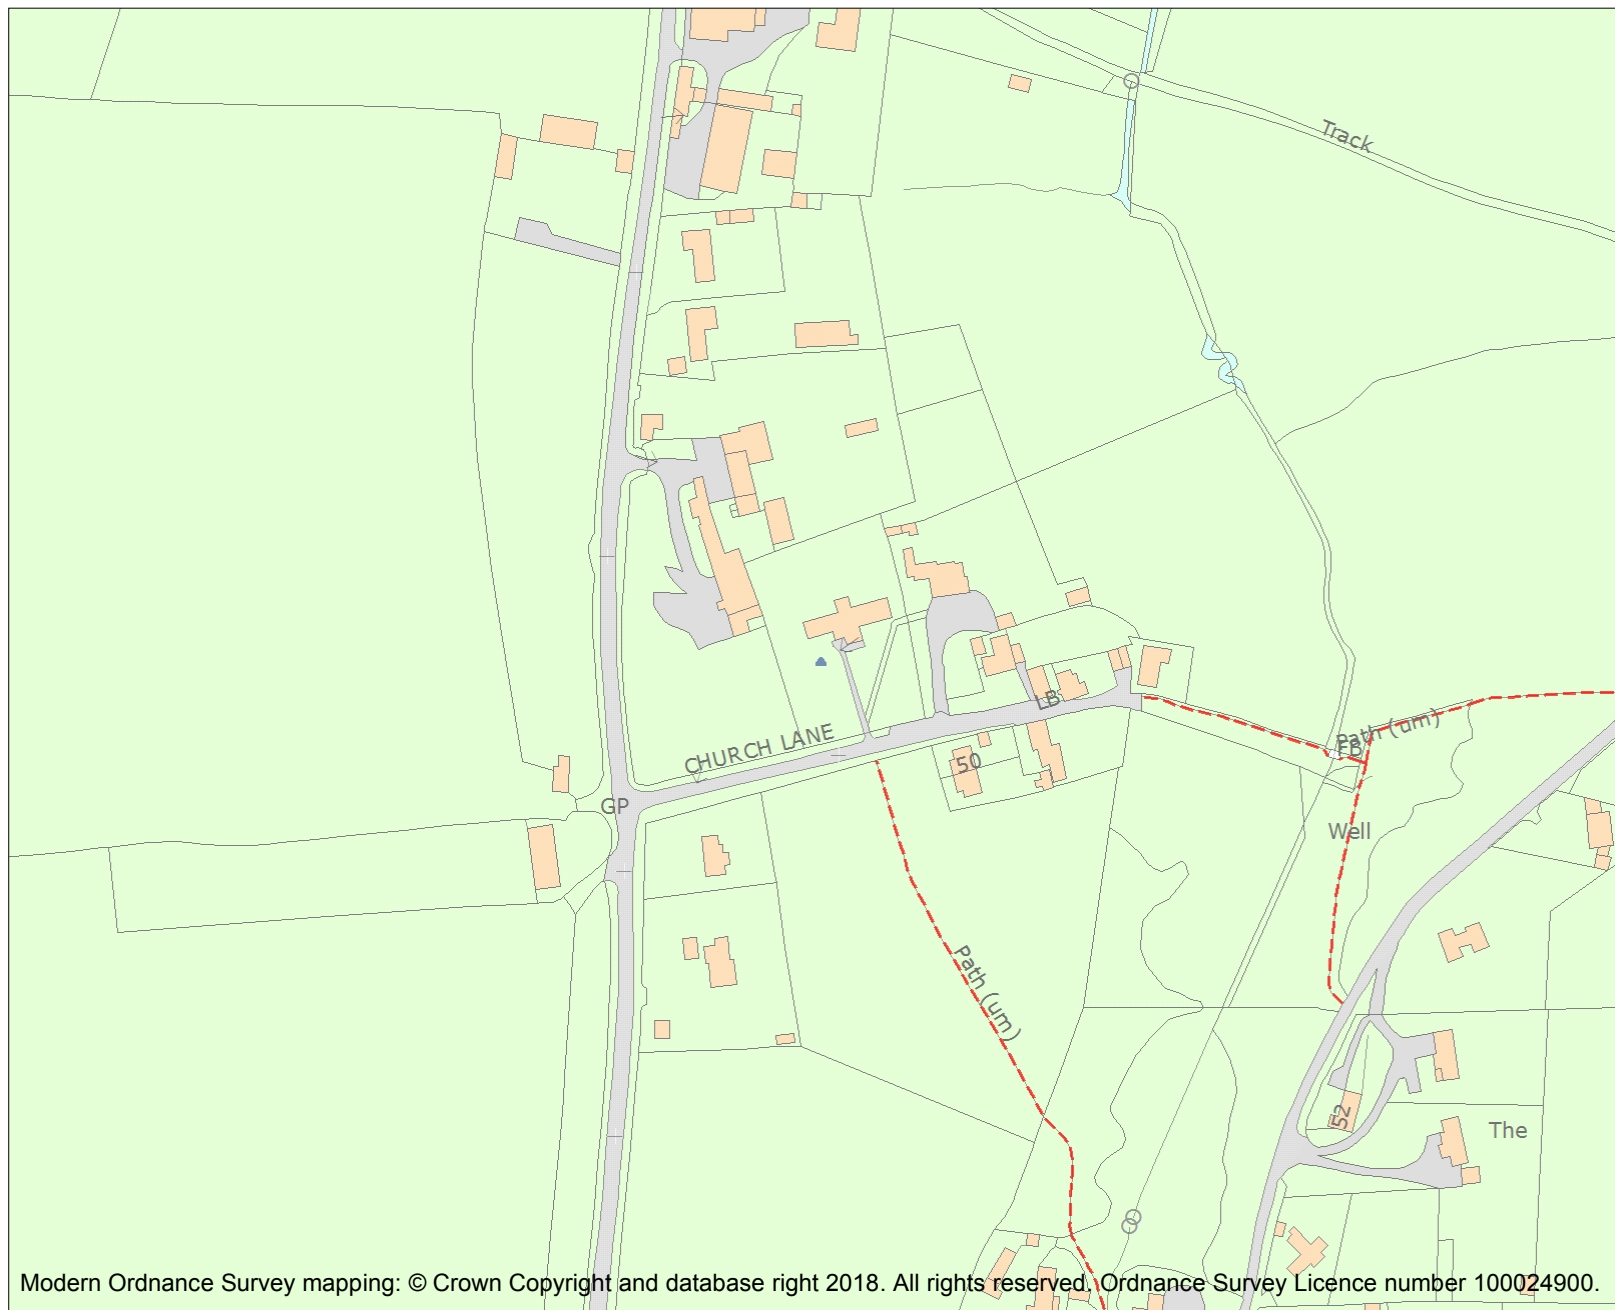 Track
LB
CHURCH LANE
Path (um)
FB
50
GP
Well
Path (um)
52
The
Modern Ordnance Survey mapping: © Crown Copyright and database right 2018. All rights reserved. Ordnance Survey Licence number 100024900.